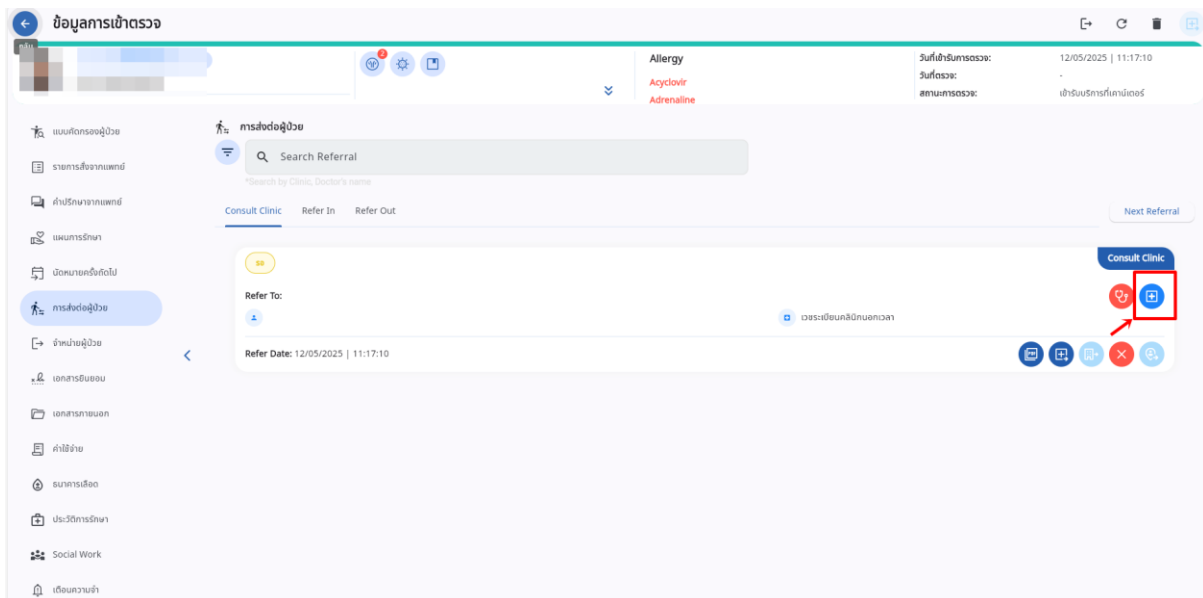 ข้อมูลการเข้าตรวจ
กลับ
2
Allergy
Acyclovir
Adrenaline
วันที่เข้ารับการตรวจ: 12/05/2025 | 11:17:10
วันที่ตรวจ: -
สถานะการตรวจ: เข้ารับบริการที่เคาน์เตอร์
แบบคัดกรองผู้ป่วย
รายการสั่งจากแพทย์
คำปรึกษาจากแพทย์
แผนการรักษา
นัดหมายครั้งถัดไป
การส่งต่อผู้ป่วย
จำหน่ายผู้ป่วย
เอกสารยินยอม
เอกสารภายนอก
ค่าใช้จ่าย
ธนาคารเลือด
ประวัติการรักษา
Social Work
เตือนความจำ
การส่งต่อผู้ป่วย
Search Referral
*Search by Clinic, Doctor's name
Consult Clinic Refer In Refer Out Next Referral
รอ Consult Clinic
Refer To:
เวชระเบียนคลินิกนอกเวลา
Refer Date: 12/05/2025 | 11:17:10